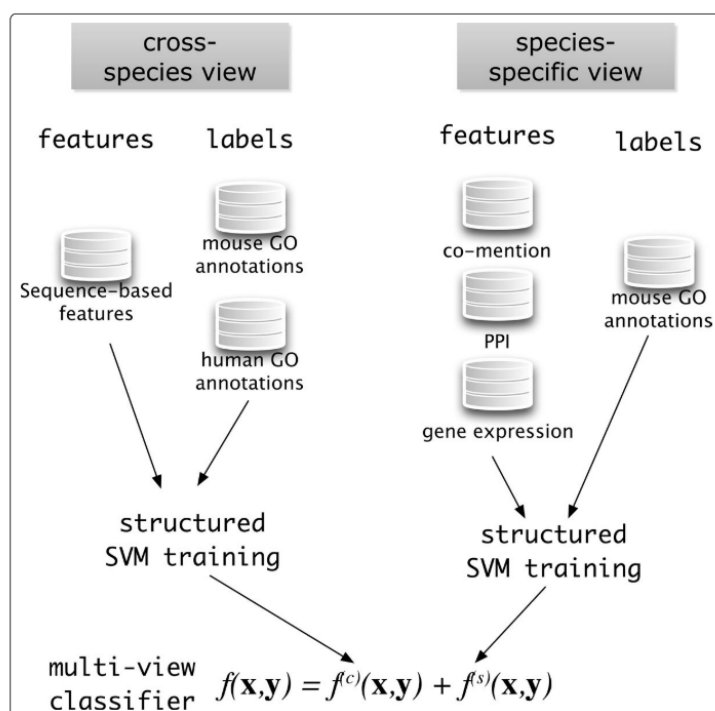 cross-
species view
features
labels
Sequence-based
features
mouse GO
annotations
human GO
annotations
structured
SVM training
species-
specific view
features
labels
co-mention
PPI
gene expression
mouse GO
annotations
structured
SVM training
multi-view
classifier
f(x,y) = f(c)(x,y) + f(s)(x,y)